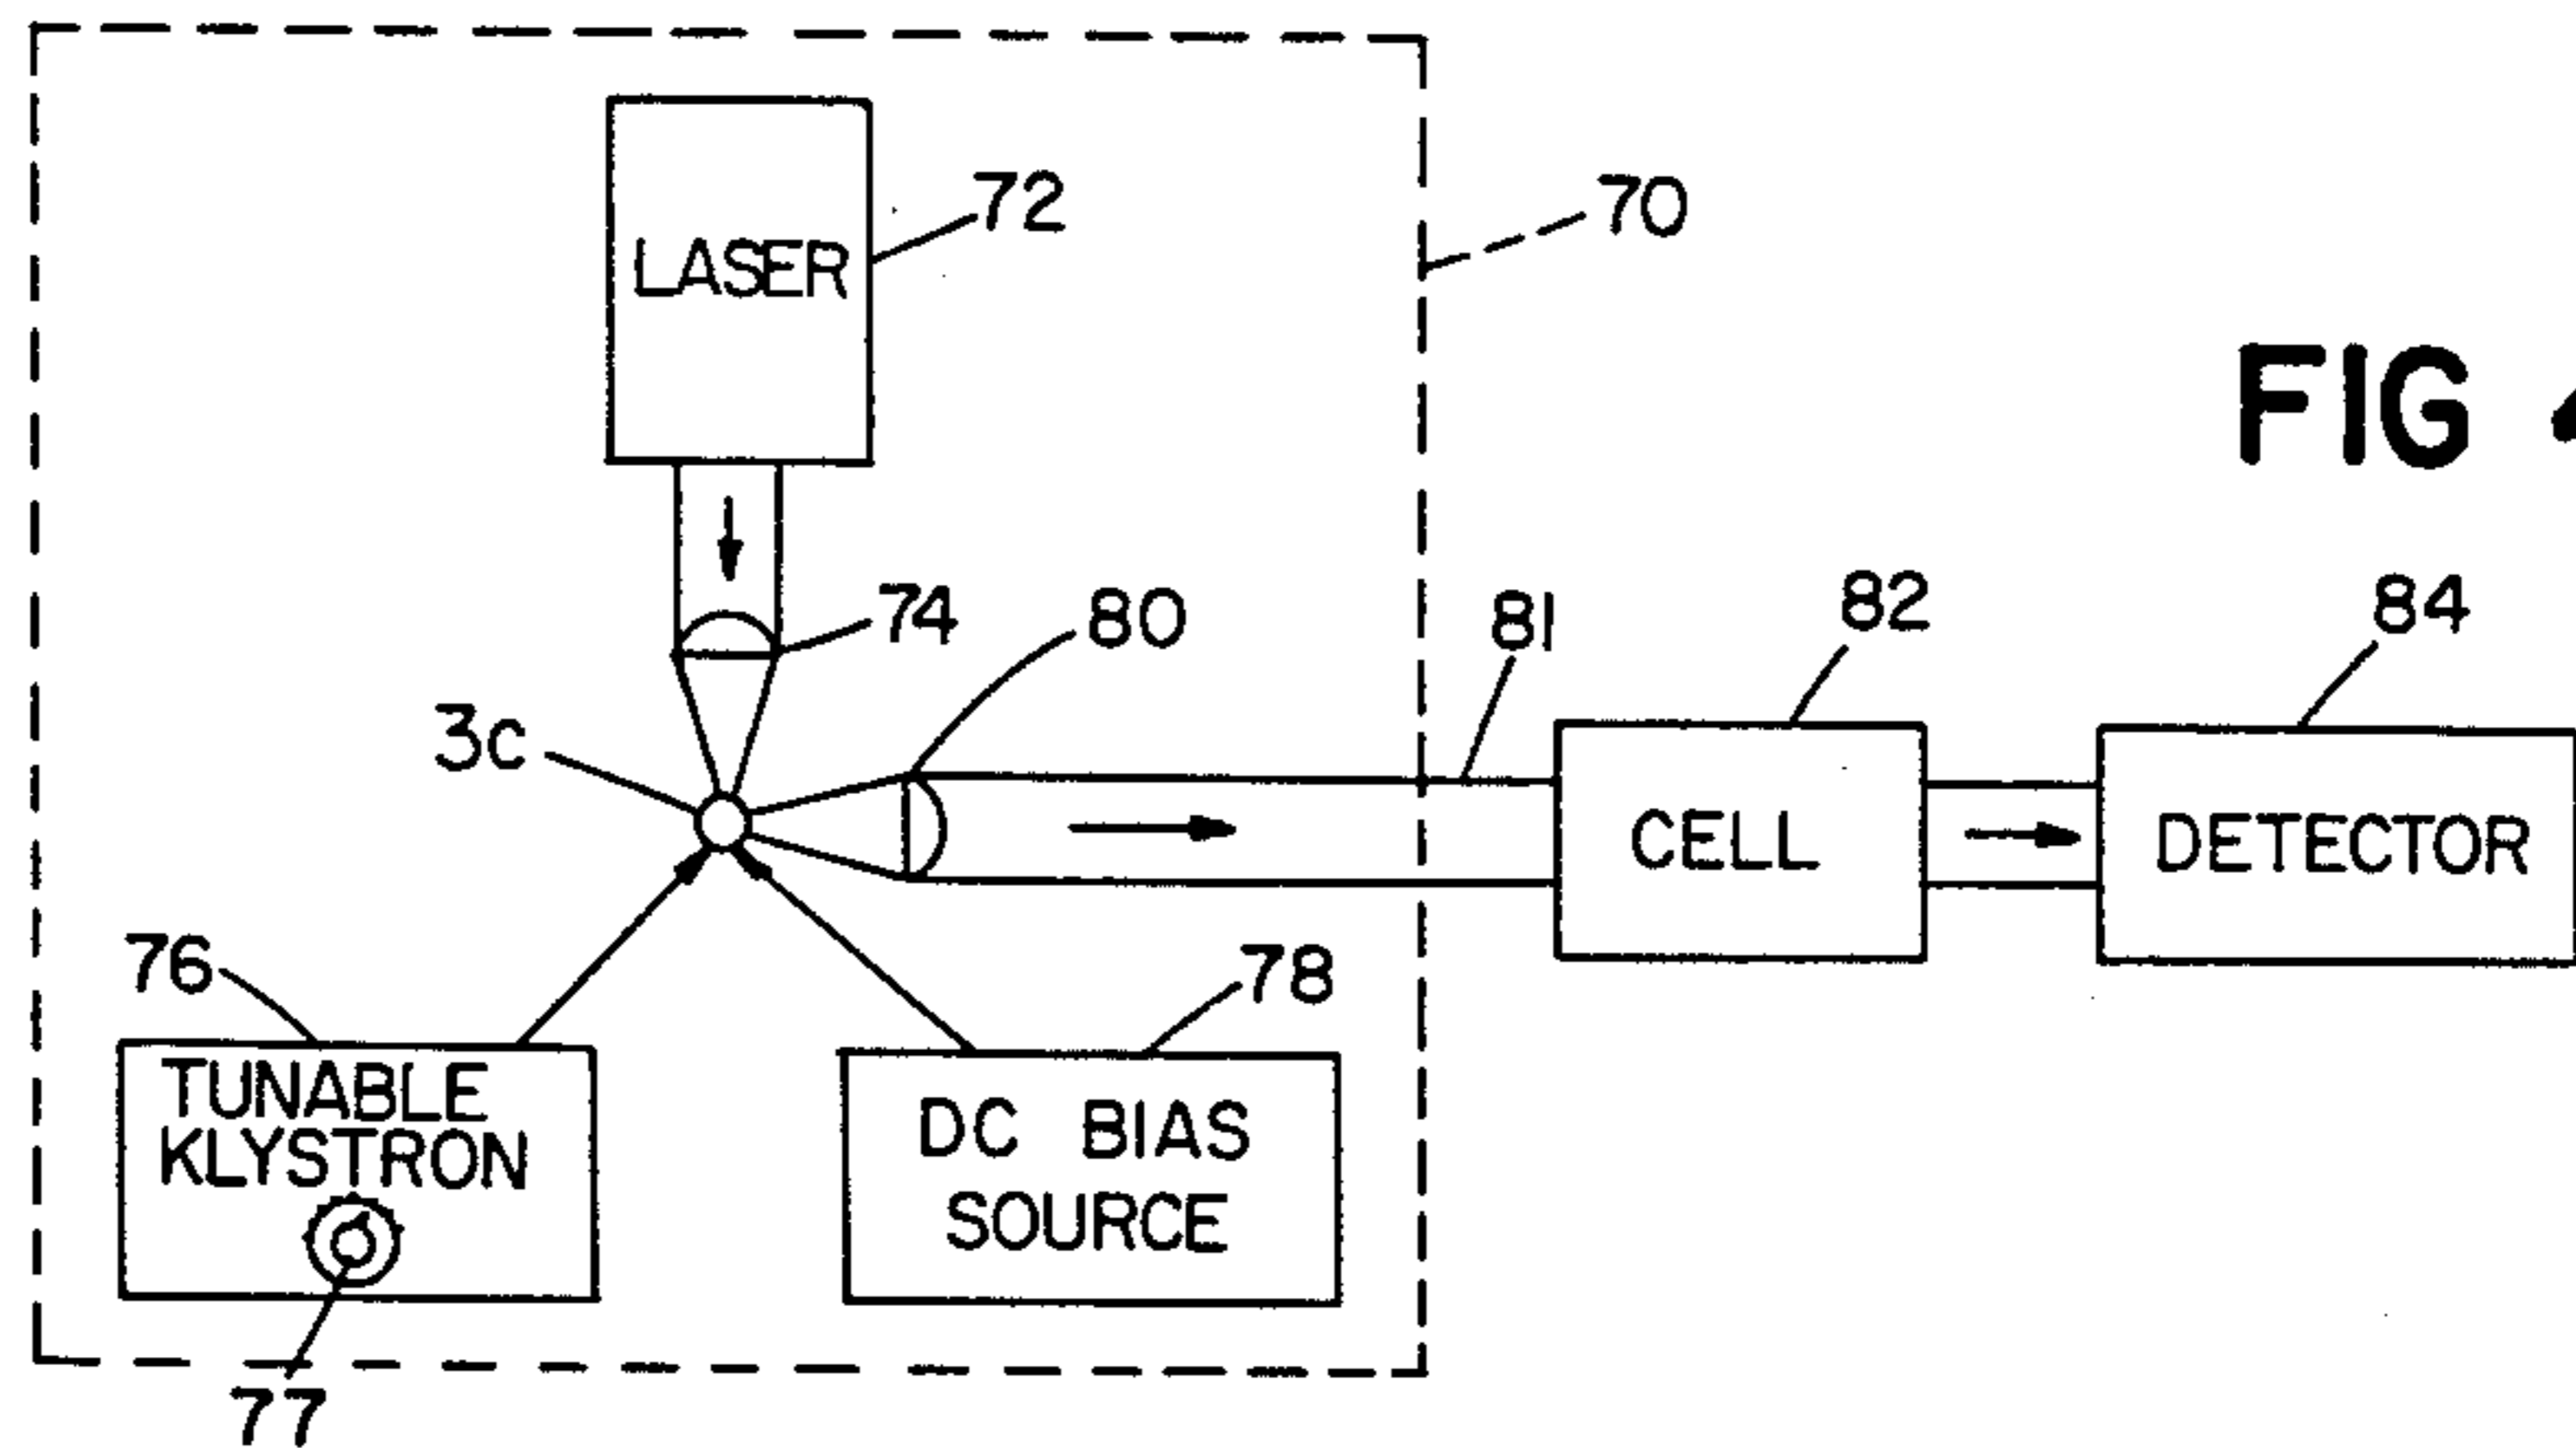 LASER
72
70
FIG 4
74
80
81
82
84
3c
CELL
DETECTOR
76
78
TUNABLE
KLYSTRON
DC BIAS
SOURCE
77